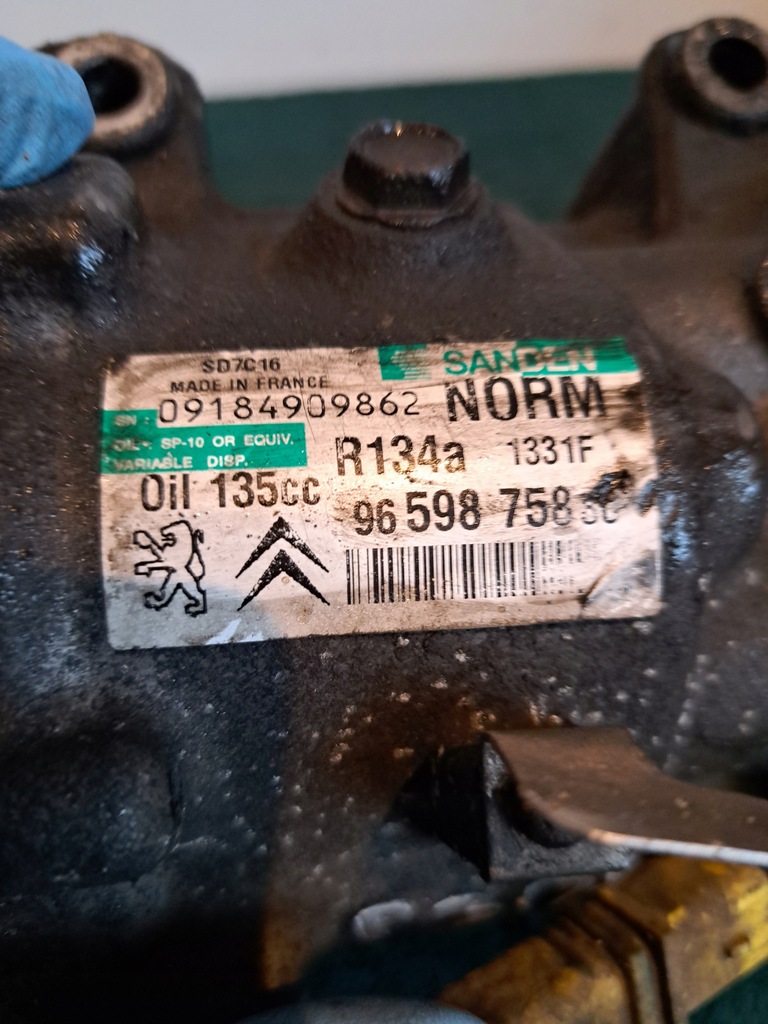 SD7C16
SANDEN
MADE IN FRANCE
SN: 09184909862 NORM
OIL: SP-10 OR EQUIV.
VARIABLE DISP.
R134a 1331F
Oil 135cc
96 598 758